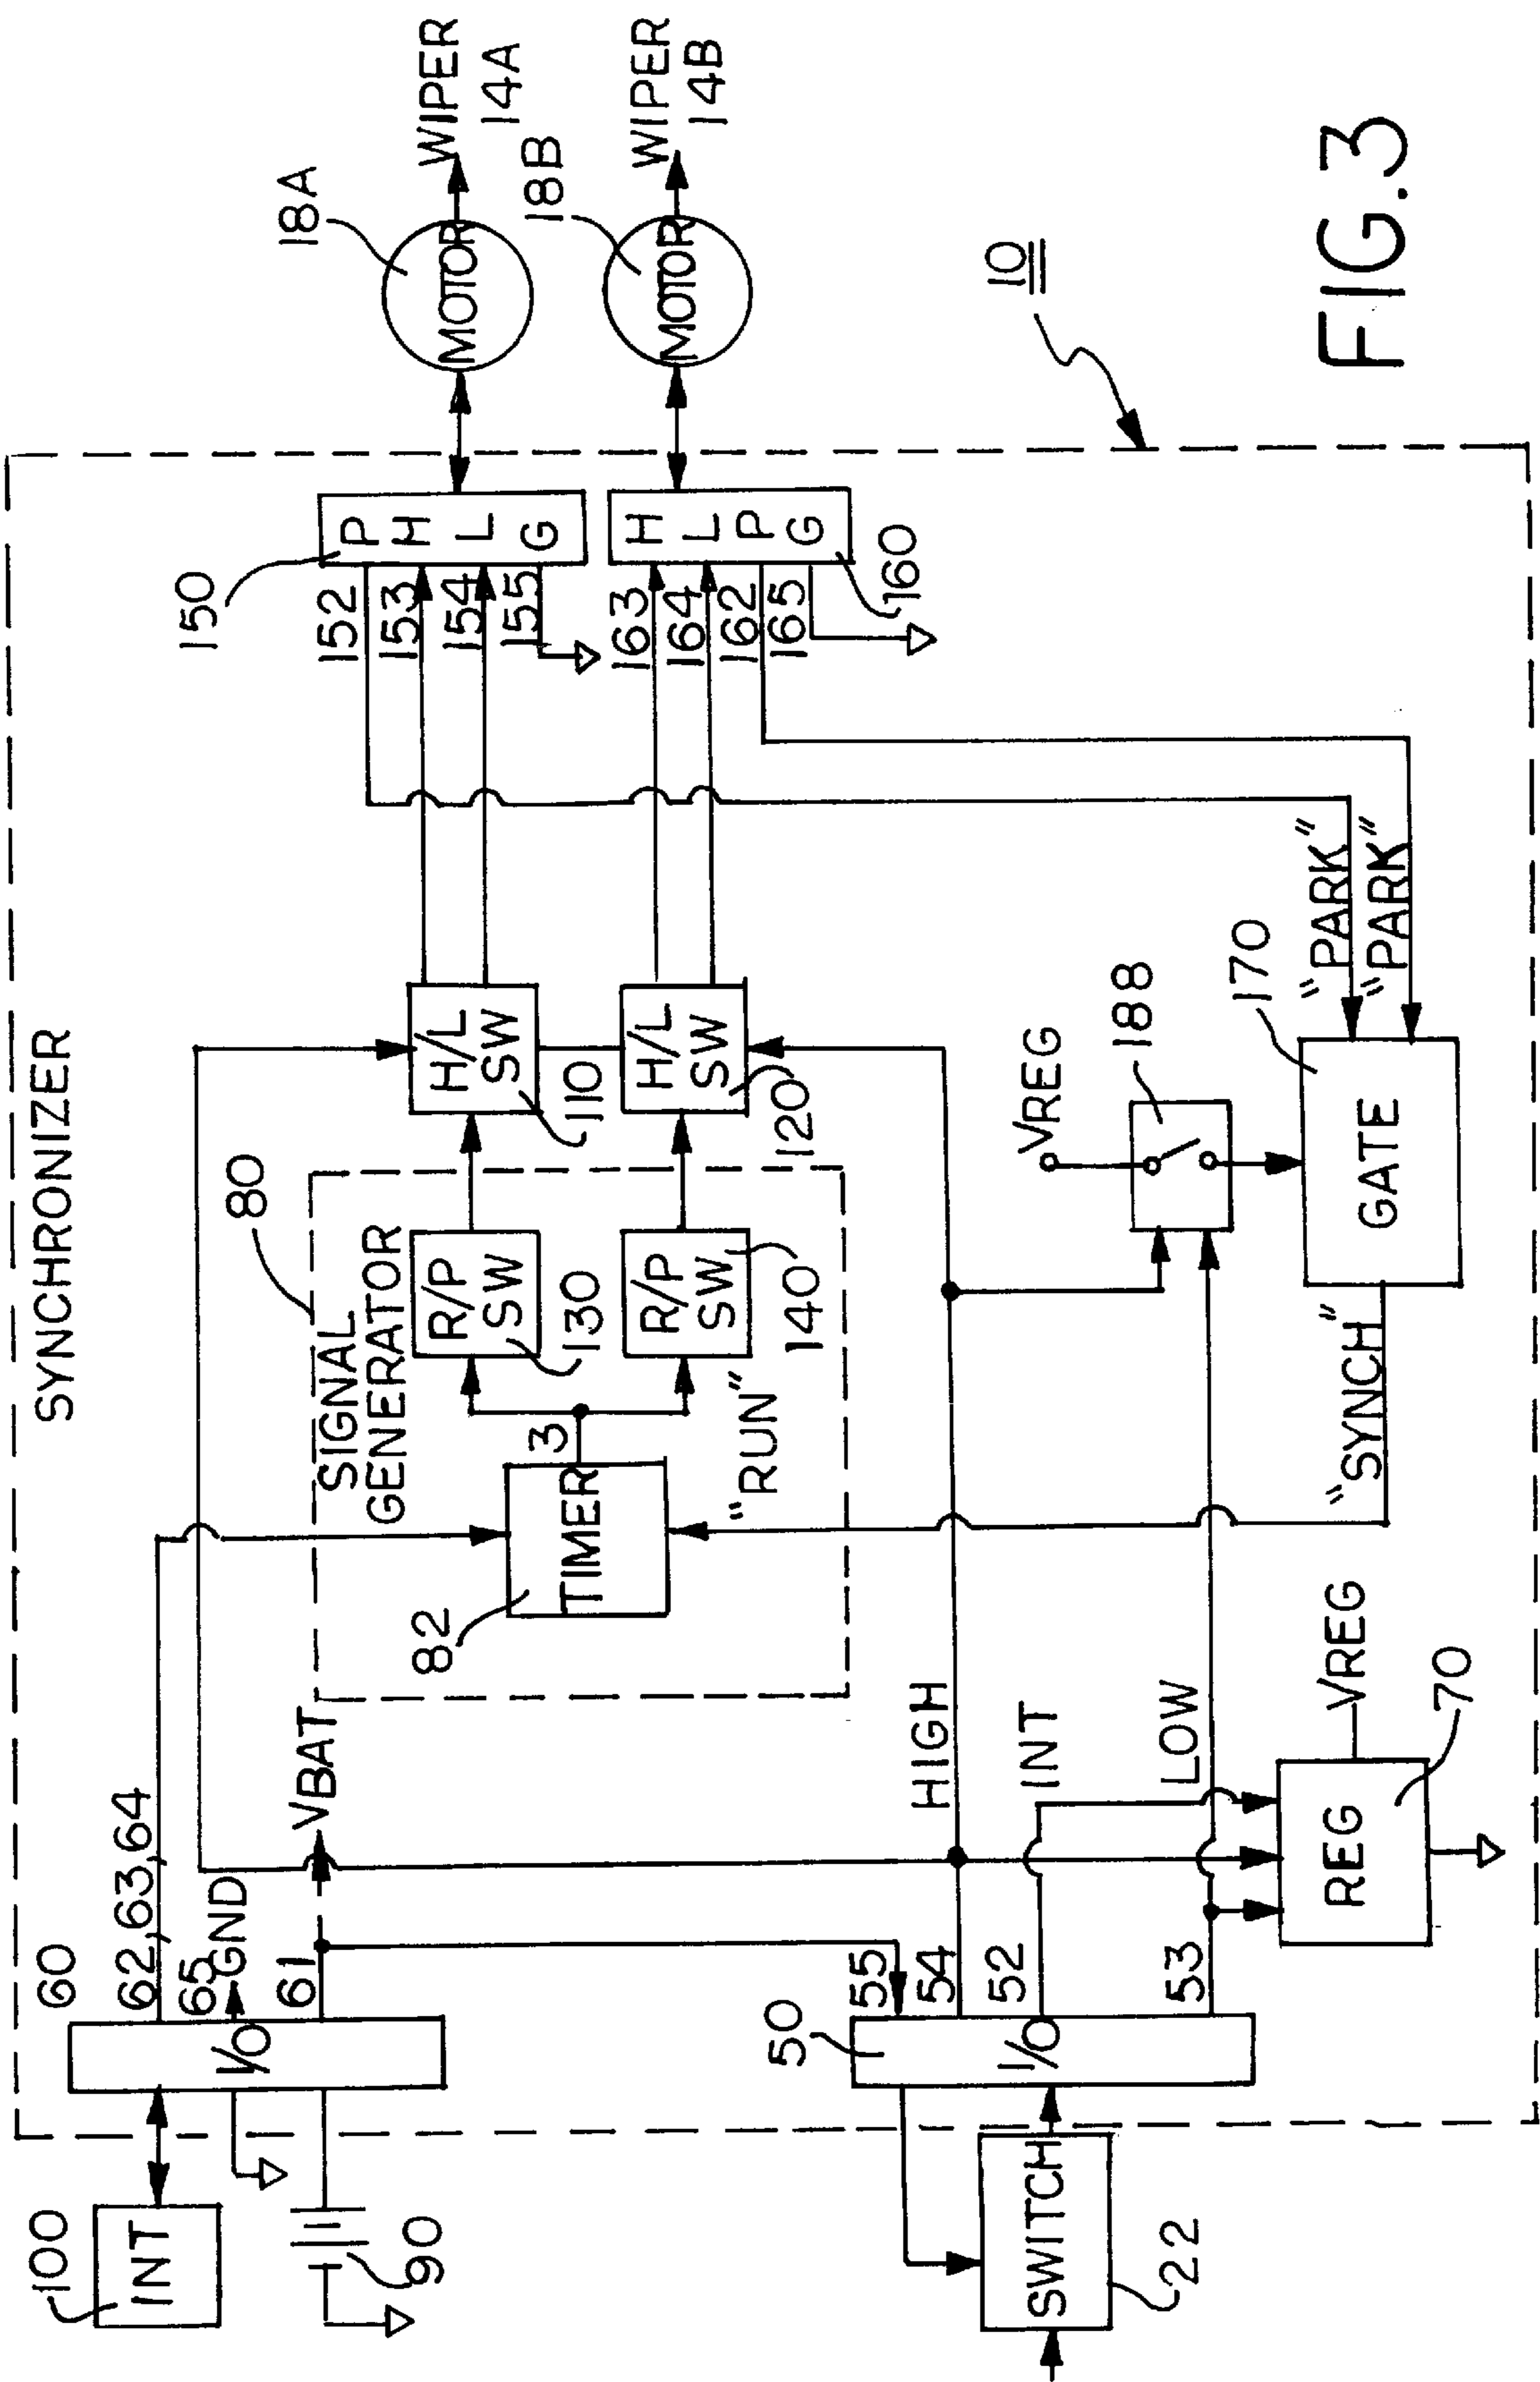 SYNCHRONIZER
100
INT
60
62,63,64
65
GND
61
VBAT
90
80
SIGNAL
GENERATOR
82
TIMER
3
"RUN"
R/P
SW
130
R/P
SW
140
H/L
SW
110
H/L
SW
120
150
152
153
154
155
P
H
L
G
163
164
162
165
H
L
P
G
160
18A
MOTOR
WIPER
14A
18B
MOTOR
WIPER
14B
I/O
50
55
54
52
53
I/O
SWITCH
22
HIGH
INT
LOW
REG
70
VREG
"SYNCH"
VREG
188
GATE
170
"PARK"
"PARK"
10
FIG.3